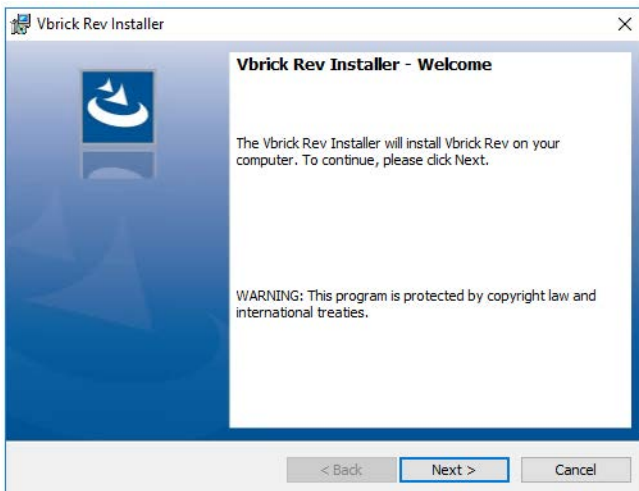 Vbrick Rev Installer
Vbrick Rev Installer - Welcome
The Vbrick Rev Installer will install Vbrick Rev on your
computer. To continue, please click Next.
WARNING: This program is protected by copyright law and
international treaties.
< Back
Next >
Cancel